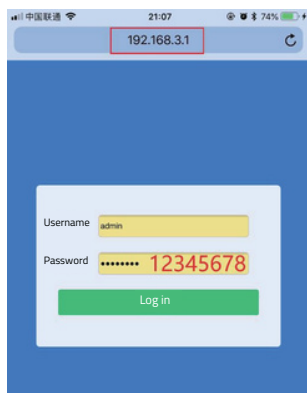 中国联通 21:07 74%
192.168.3.1
Username admin
Password •••••••• 12345678
Log in